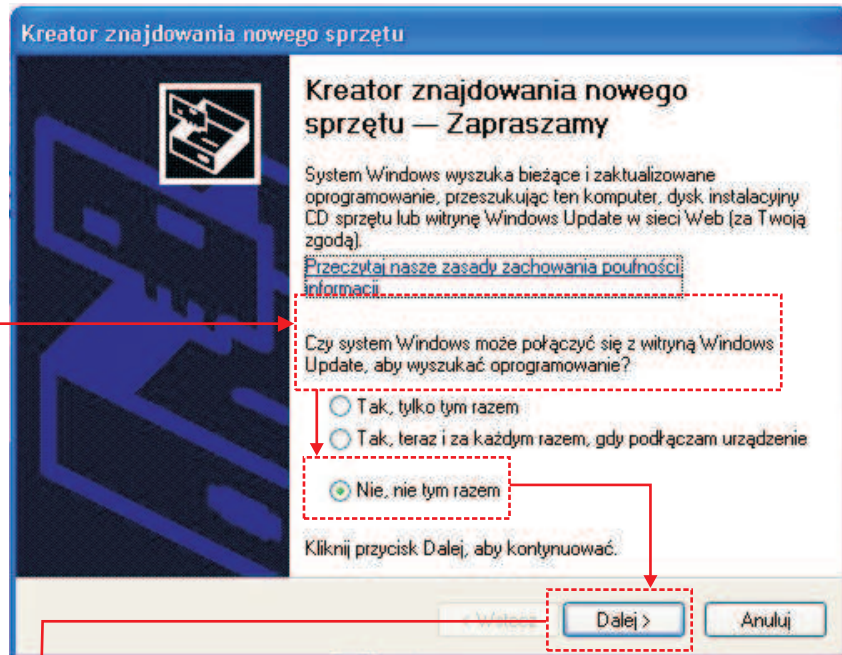 Kreator znajdowania nowego sprzętu
Kreator znajdowania nowego
sprzętu — Zapraszamy
System Windows wyszuka bieżące i zaktualizowane
oprogramowanie, przeszukując ten komputer, dysk instalacyjny
CD sprzętu lub witrynę Windows Update w sieci Web (za Twoją
zgodą).
Przeczytaj nasze zasady zachowania poufności
informacji
Czy system Windows może połączyć się z witryną Windows
Update, aby wyszukać oprogramowanie?
Tak, tylko tym razem
Tak, teraz i za każdym razem, gdy podłączam urządzenie
Nie, nie tym razem
Kliknij przycisk Dalej, aby kontynuować.
< Wstecz Dalej > Anuluj